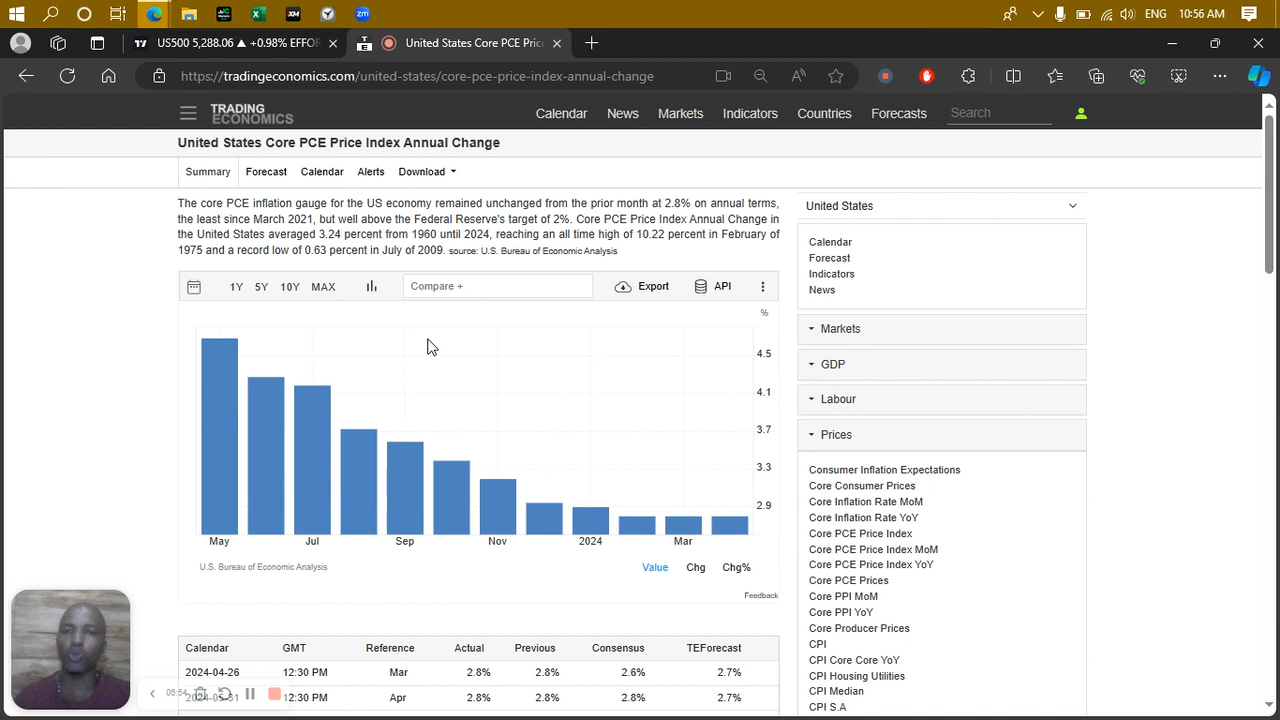 ENG 10:56 AM
US500 5,288.06 ▲ +0.98% EFFOR
United States Core PCE Pric
https://tradingeconomics.com/united-states/core-pce-price-index-annual-change
TRADING
ECONOMICS
Calendar News Markets Indicators Countries Forecasts Search
United States Core PCE Price Index Annual Change
Summary Forecast Calendar Alerts Download
The core PCE inflation gauge for the US economy remained unchanged from the prior month at 2.8% on annual terms,
the least since March 2021, but well above the Federal Reserve's target of 2%. Core PCE Price Index Annual Change in
the United States averaged 3.24 percent from 1960 until 2024, reaching an all time high of 10.22 percent in February of
1975 and a record low of 0.63 percent in July of 2009. source: U.S. Bureau of Economic Analysis
1Y 5Y 10Y MAX Compare + Export API
%
4.5
4.1
3.7
3.3
2.9
May Jul Sep Nov 2024 Mar
U.S. Bureau of Economic Analysis Value Chg Chg%
Feedback
Calendar GMT Reference Actual Previous Consensus TEForecast
2024-04-26 12:30 PM Mar 2.8% 2.8% 2.6% 2.7%
2024-05-31 12:30 PM Apr 2.8% 2.8% 2.8% 2.7%
United States
Calendar
Forecast
Indicators
News
Markets
GDP
Labour
Prices
Consumer Inflation Expectations
Core Consumer Prices
Core Inflation Rate MoM
Core Inflation Rate YoY
Core PCE Price Index
Core PCE Price Index MoM
Core PCE Price Index YoY
Core PCE Prices
Core PPI MoM
Core PPI YoY
Core Producer Prices
CPI
CPI Core Core YoY
CPI Housing Utilities
CPI Median
CPI S.A